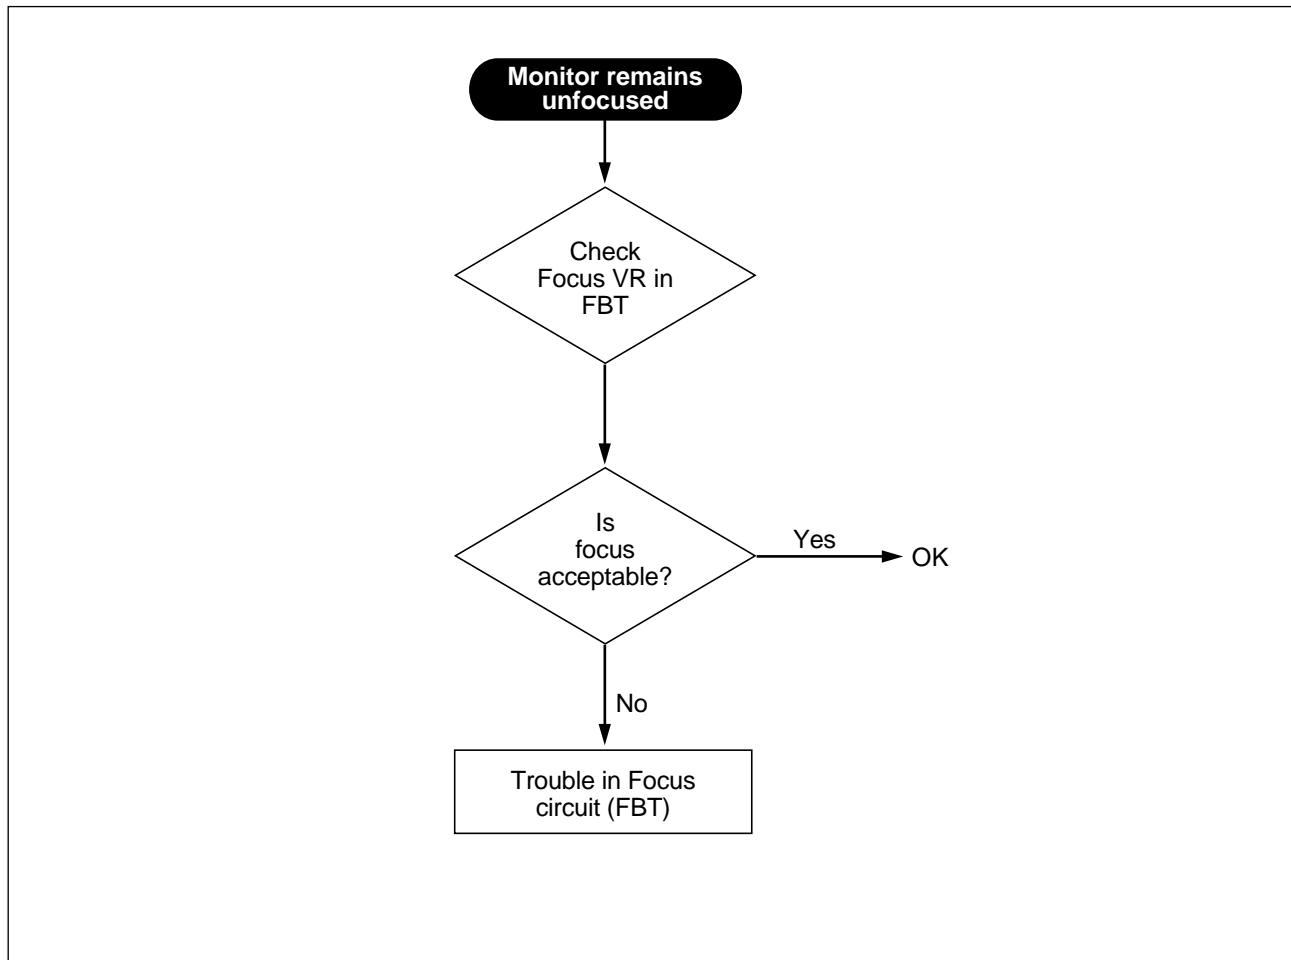 Monitor remains
unfocused
Check
Focus VR in
FBT
Is
focus
acceptable?
Yes
OK
No
Trouble in Focus
circuit (FBT)